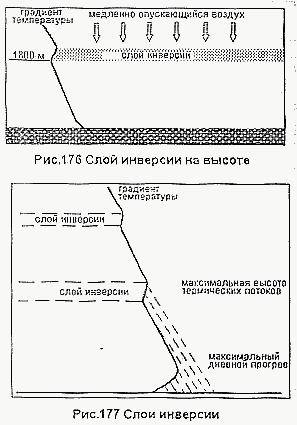 градиент
температуры
медленно опускающийся воздух
1800 м
слой инверсии
Рис.176 Слой инверсии на высоте
градиент
температуры
слой инверсии
слой инверсии
максимальная высота
термических потоков
максимальный
дневной прогрев
Рис.177 Слои инверсии